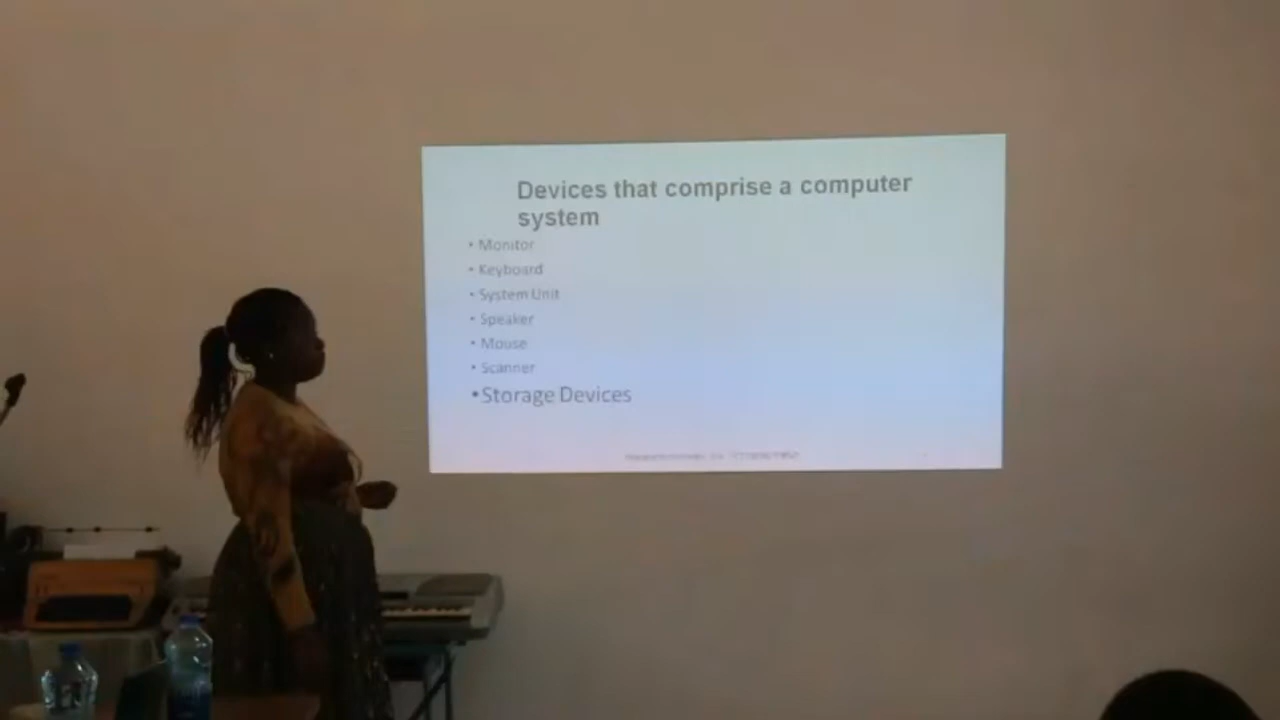 Devices that comprise a computer
system
• Monitor
• Keyboard
• System Unit
• Speaker
• Mouse
• Scanner
• Storage Devices